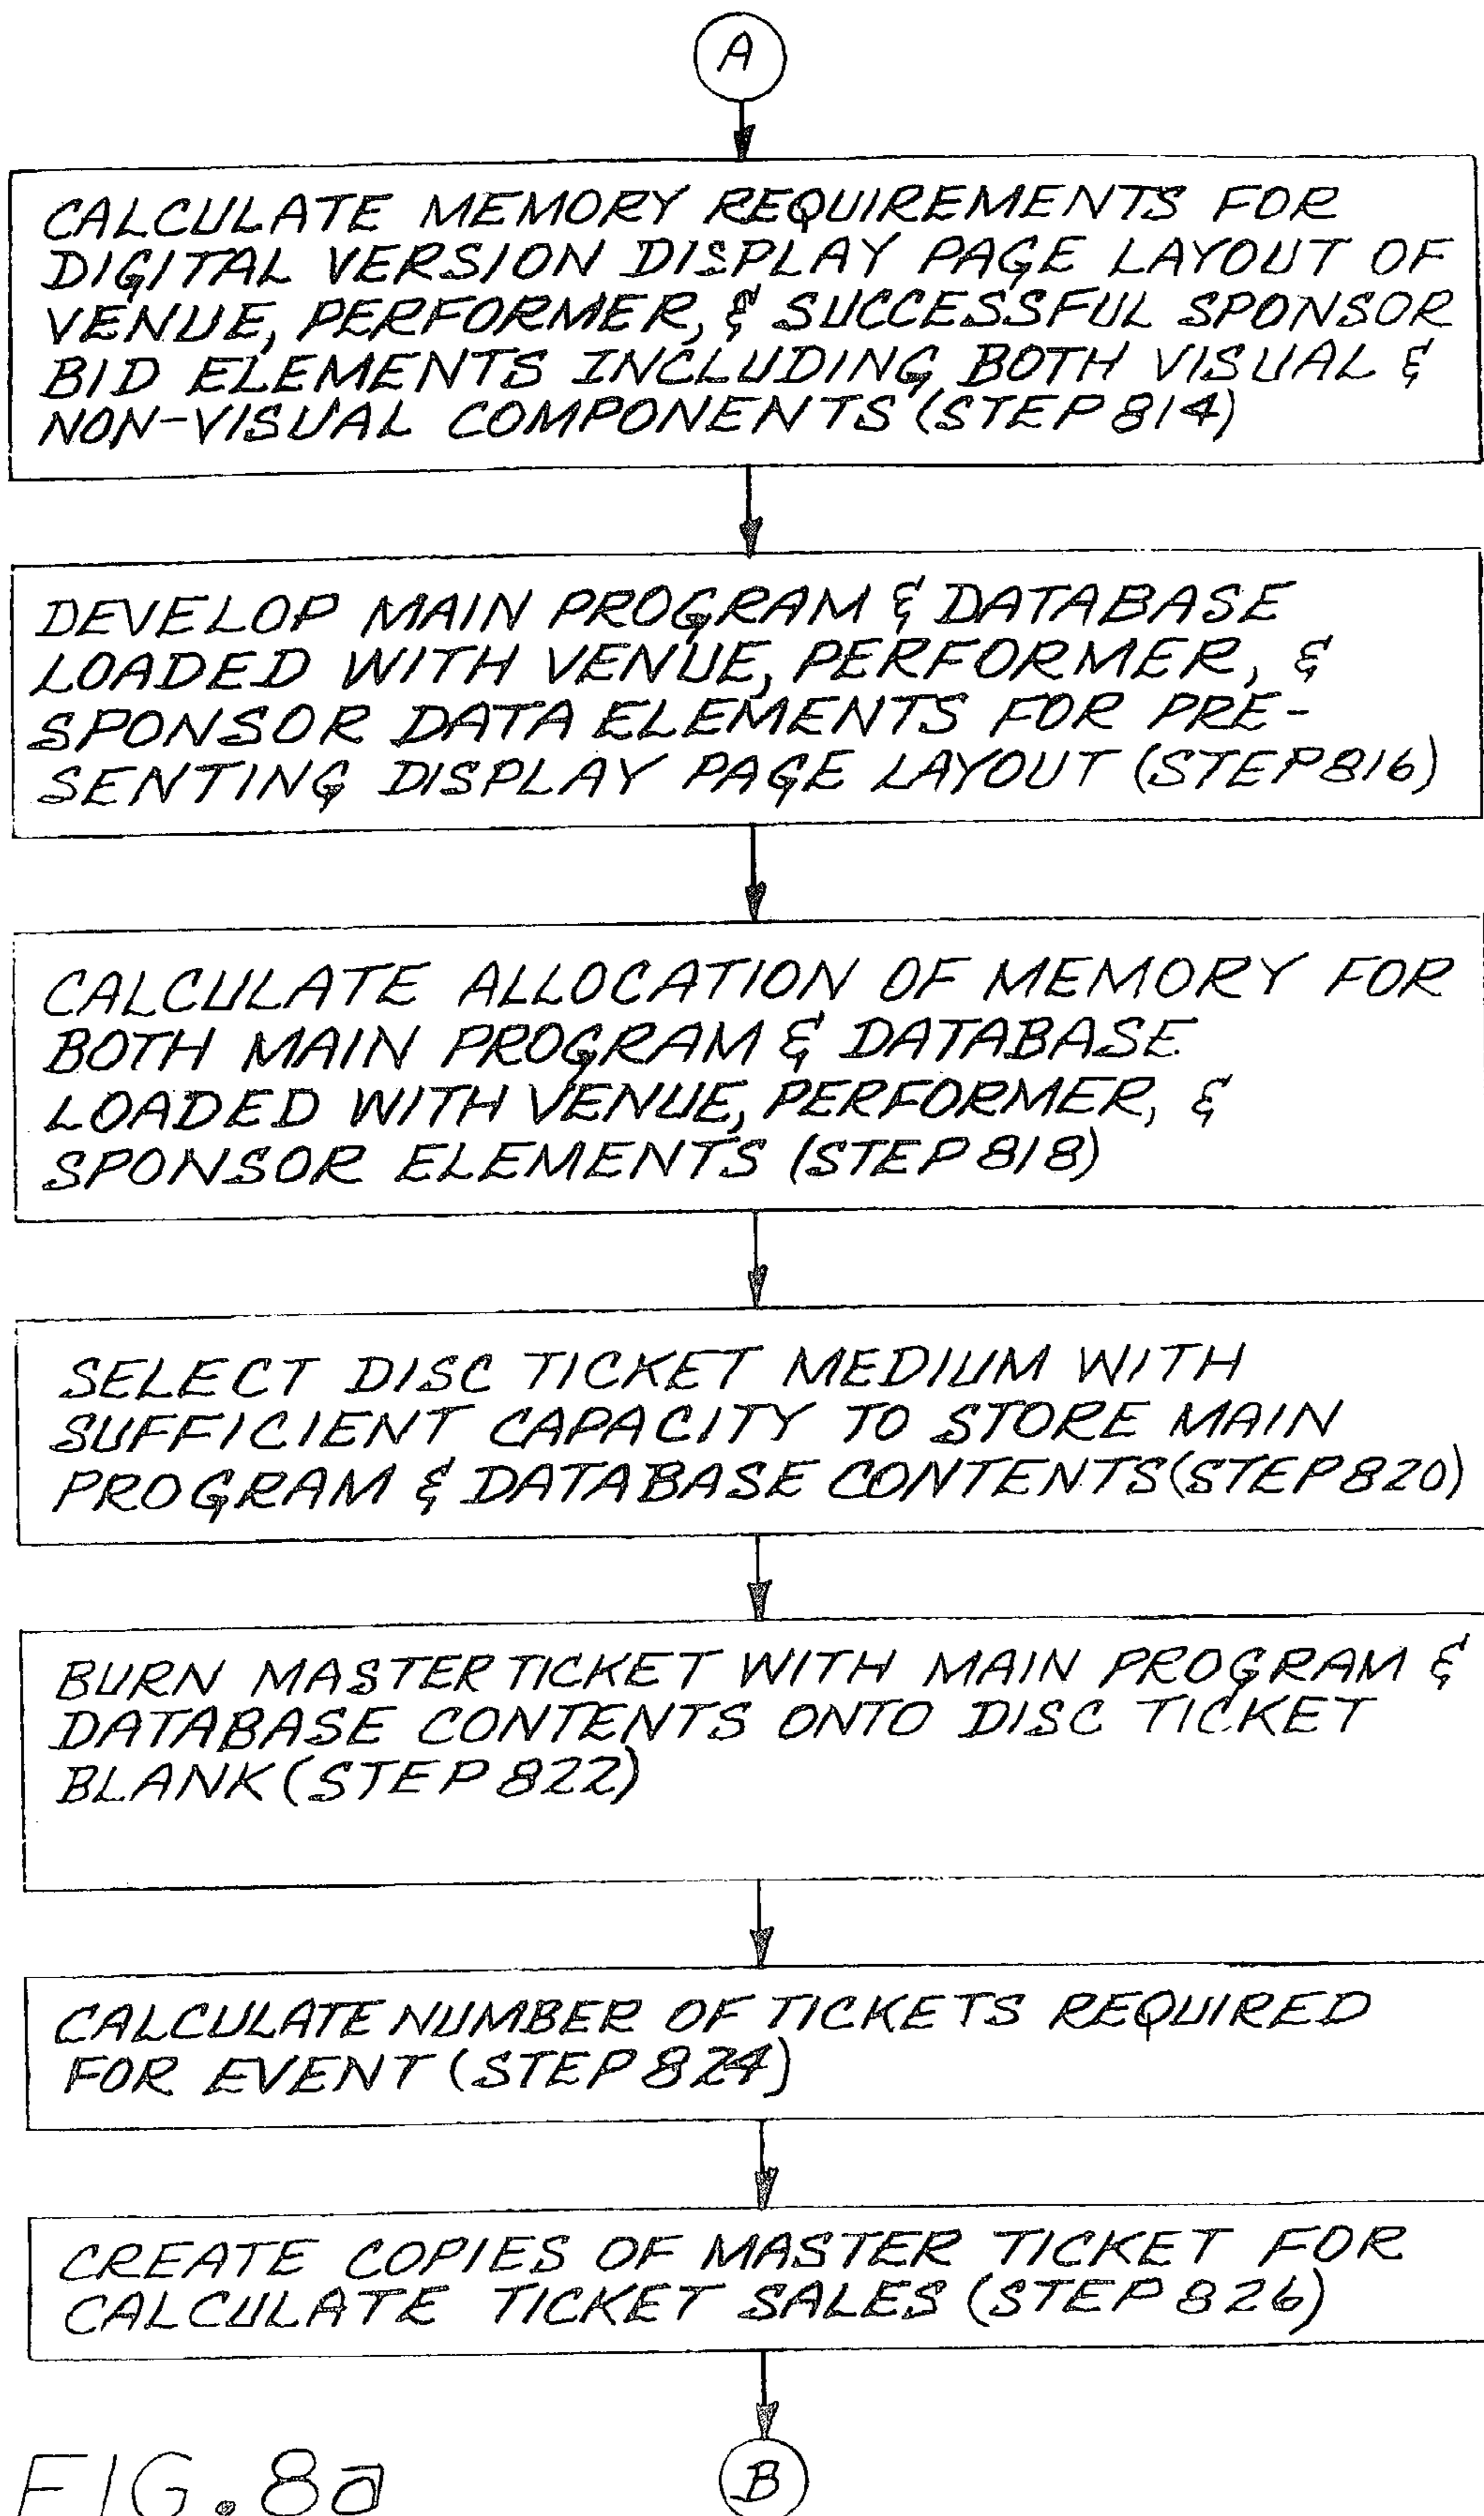 A
CALCULATE MEMORY REQUIREMENTS FOR
DIGITAL VERSION DISPLAY PAGE LAYOUT OF
VENUE, PERFORMER, & SUCCESSFUL SPONSOR
BID ELEMENTS INCLUDING BOTH VISUAL &
NON-VISUAL COMPONENTS (STEP 814)
DEVELOP MAIN PROGRAM & DATABASE
LOADED WITH VENUE, PERFORMER, &
SPONSOR DATA ELEMENTS FOR PRE-
SENTING DISPLAY PAGE LAYOUT (STEP 816)
CALCULATE ALLOCATION OF MEMORY FOR
BOTH MAIN PROGRAM & DATABASE
LOADED WITH VENUE, PERFORMER, &
SPONSOR ELEMENTS (STEP 818)
SELECT DISC TICKET MEDIUM WITH
SUFFICIENT CAPACITY TO STORE MAIN
PROGRAM & DATABASE CONTENTS (STEP 820)
BURN MASTER TICKET WITH MAIN PROGRAM &
DATABASE CONTENTS ONTO DISC TICKET
BLANK (STEP 822)
CALCULATE NUMBER OF TICKETS REQUIRED
FOR EVENT (STEP 824)
CREATE COPIES OF MASTER TICKET FOR
CALCULATE TICKET SALES (STEP 826)
B
FIG. 8a